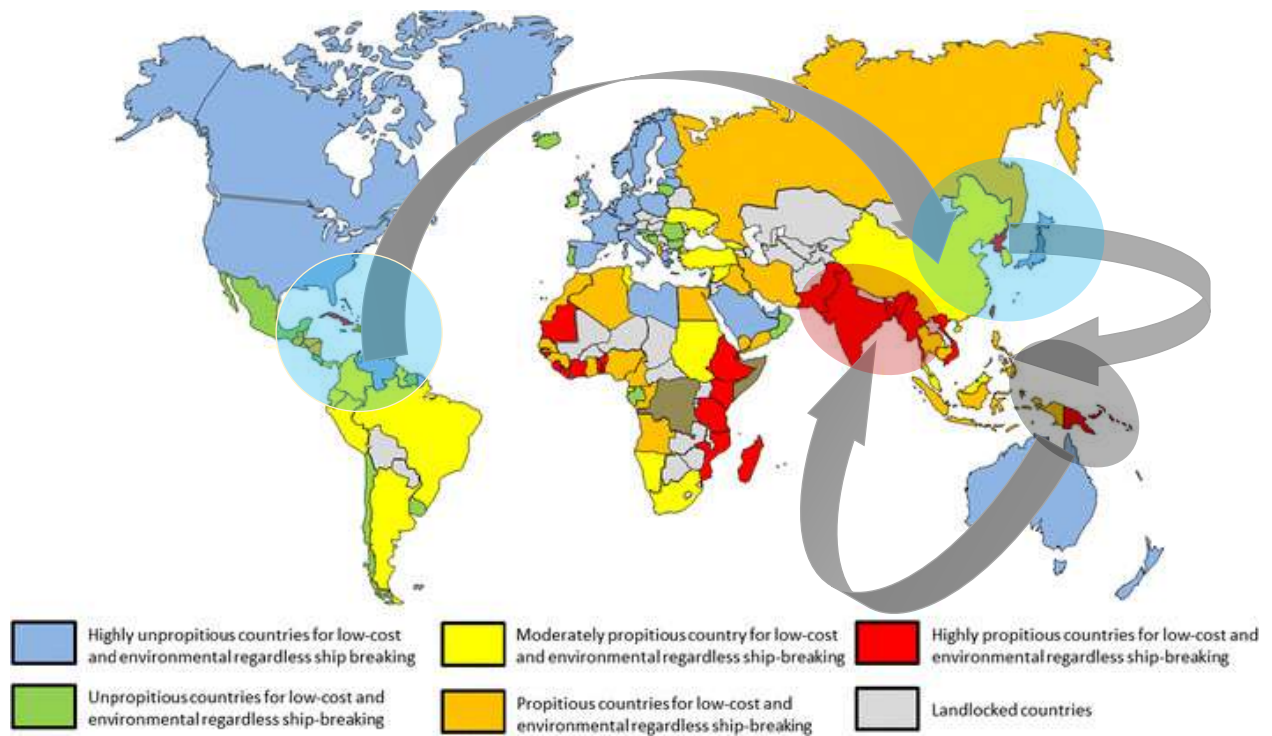 Highly unpropitious countries for low-cost
and environmental regardless ship breaking
Unpropitious countries for low-cost and
environmental regardless ship-breaking
Moderately propitious country for low-cost
and environmental regardless ship-breaking
Propitious countries for low-cost and
environmental regardless ship-breaking
Highly propitious countries for low-cost and
environmental regardless ship-breaking
Landlocked countries